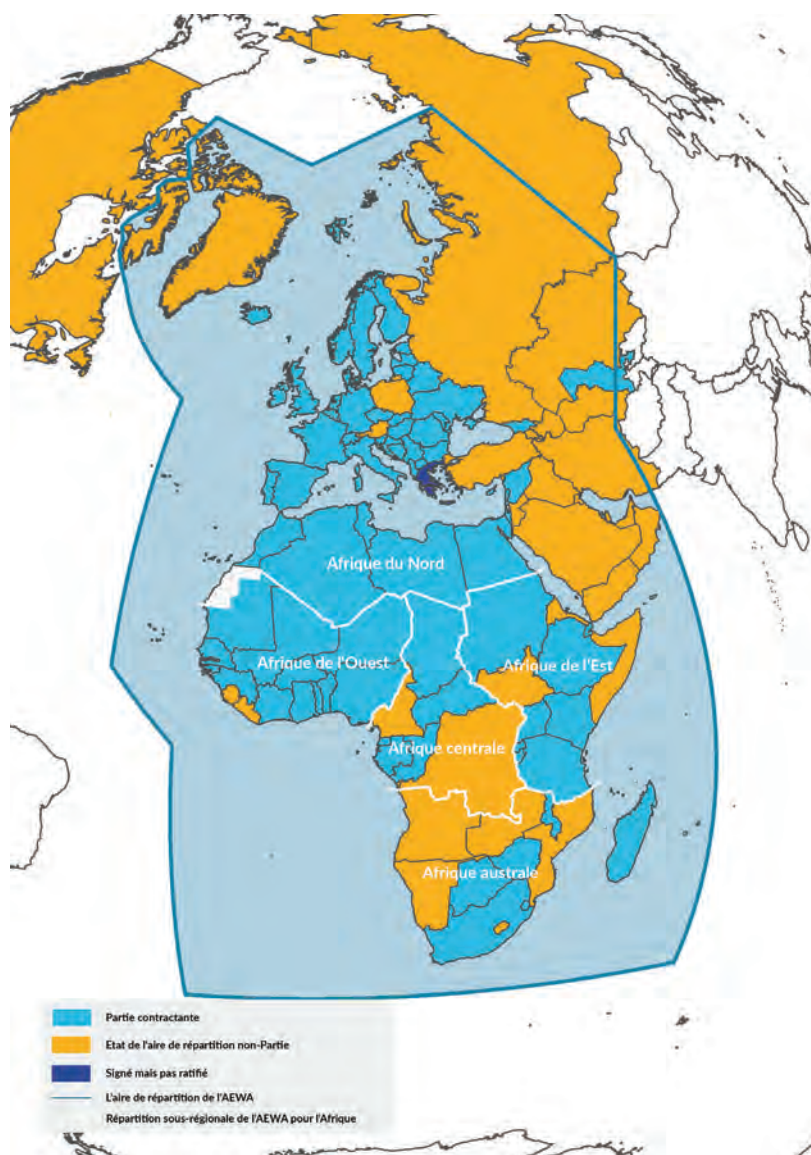 Afrique du Nord
Afrique de l'Ouest
Afrique de l'Est
Afrique centrale
Afrique australe
Partie contractante
Etat de l'aire de répartition non-Partie
Signé mais pas ratifié
L'aire de répartition de l'AEWA
Répartition sous-régionale de l'AEWA pour l'Afrique